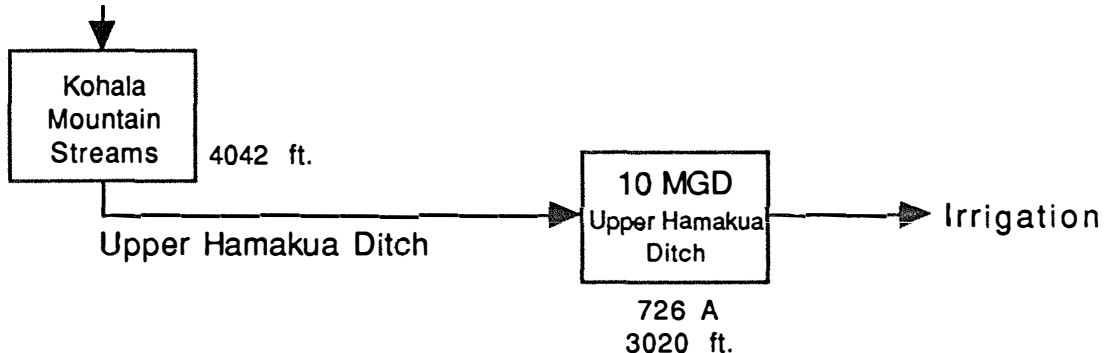 Kohala
Mountain
Streams
4042 ft.
Upper Hamakua Ditch
10 MGD
Upper Hamakua
Ditch
726 A
3020 ft.
Irrigation